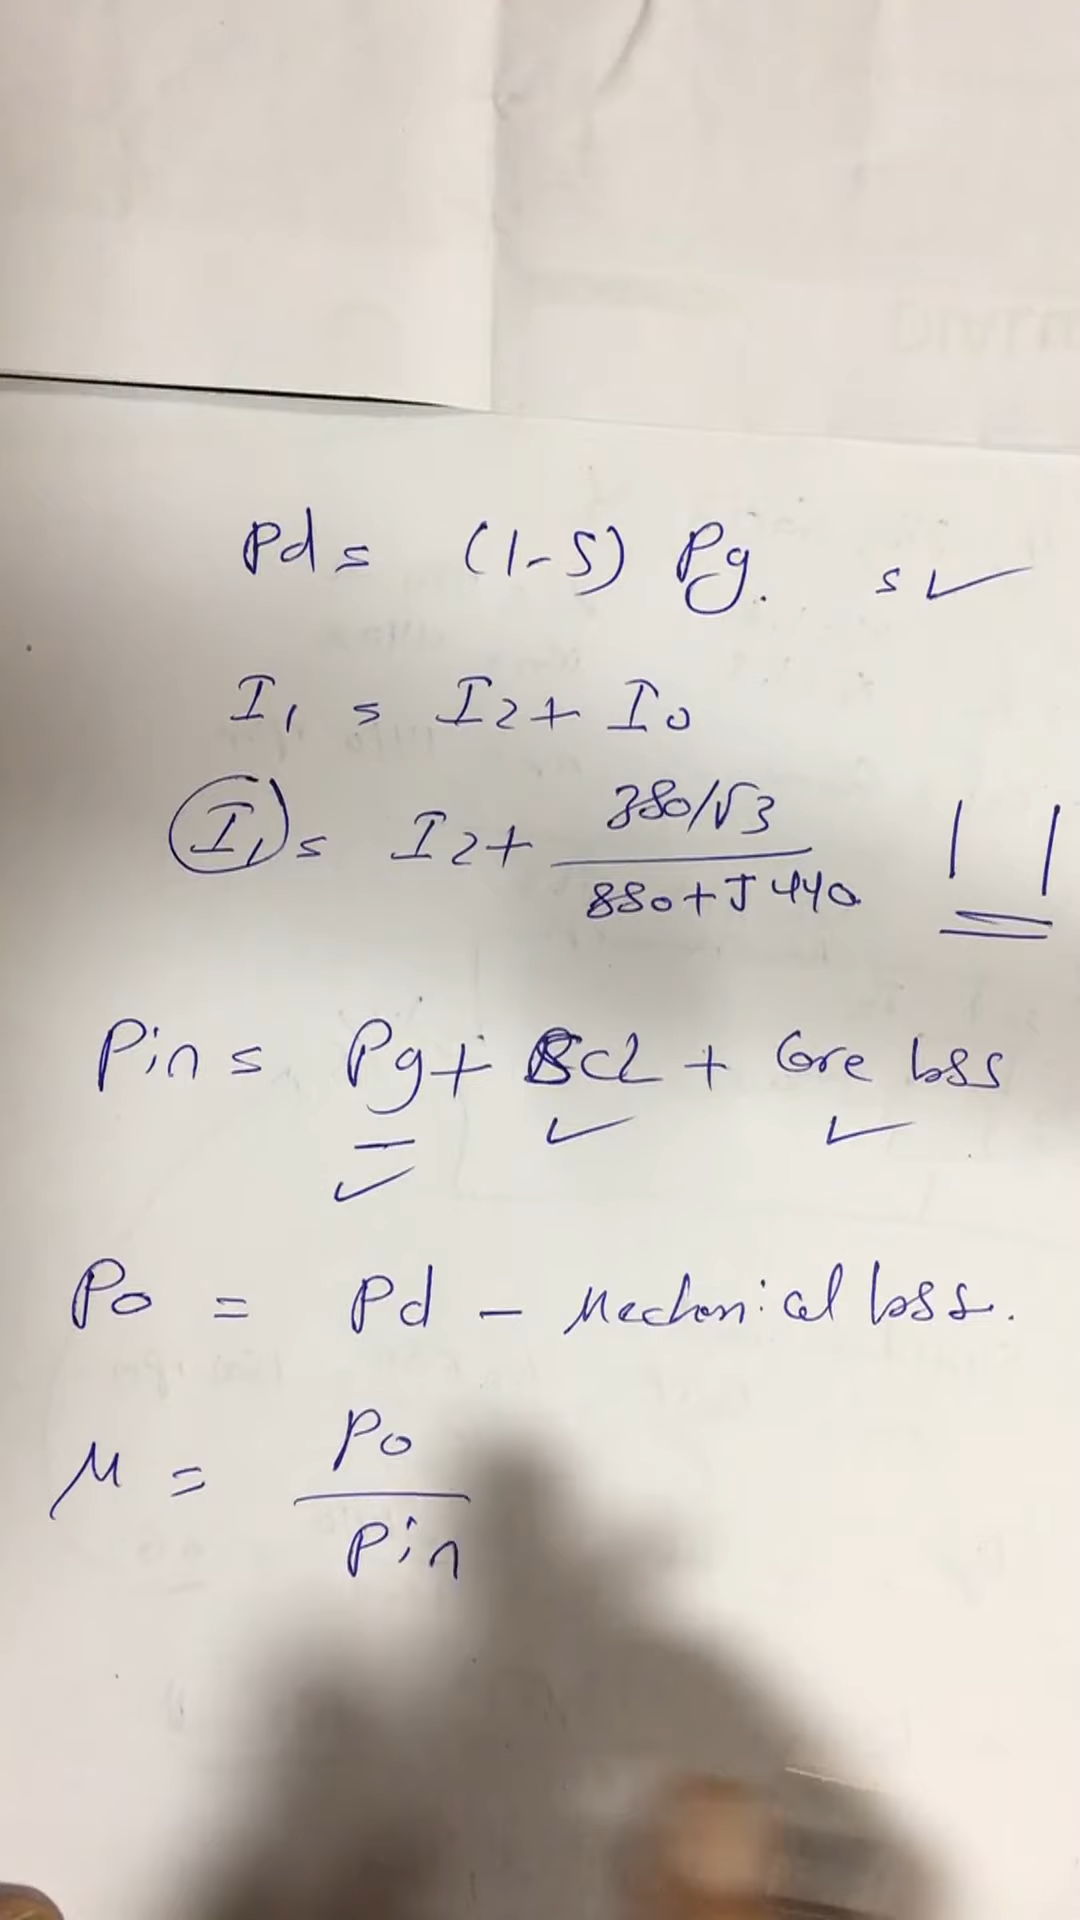 Pd = (1-S) Pg. = ✓
I₁ = I₂ + I₀
I₁ = I₂ + (380/√3)/(880 + J 440) | |
Pin = Pg + SCL + Core loss
Po = Pd - Mechanical loss.
μ = Po/Pin